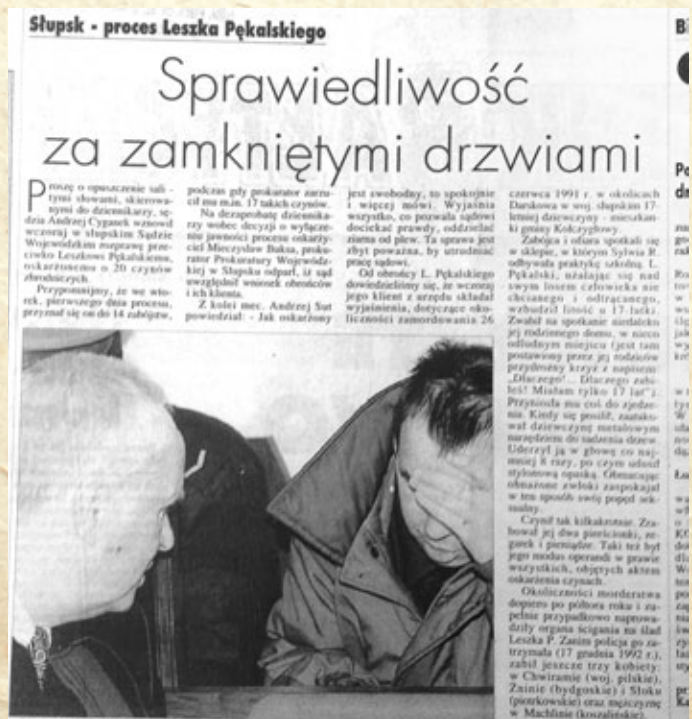 Słupsk - proces Leszka Pękalskiego
Sprawiedliwość
za zamkniętymi drzwiami
Proszę o opuszczenie sali -
tymi słowami, skierowa-
nymi do dziennikarzy, sę-
dzia Andrzej Cyganek wznowił
wczoraj w słupskim Sądzie
Wojewódzkim rozprawę prze-
ciwko Leszkowi Pękalskiemu,
oskarżonemu o 20 czynów
zbrodniczych.
Przypomnijmy, że we wto-
rek, pierwszego dnia procesu,
przyznał się on do 14 zabójstw,
podczas gdy prokurator zarzu-
cił mu m.in. 17 takich czynów.
Na dezaprobatę dziennika-
rzy wobec decyzji o wyłącze-
niu jawności procesu oskarży-
ciel Mieczysław Buksa, proku-
rator Prokuratury Wojewódz-
kiej w Słupsku odparł, iż sąd
uwzględnił wniosek obrońców
i ich klienta.
Z kolei mec. Andrzej Sut
powiedział: - Jak oskarżony
jest swobodny, to spokojnie
i więcej mówi. Wyjaśnia
wszystko, co pozwala sądowi
dociekać prawdy, oddzielać
ziarna od plew. Ta sprawa jest
zbyt poważna, by utrudniać
pracę sądowi.
Od obrońcy L. Pękalskiego
dowiedzieliśmy się, że wczoraj
jego klient z urzędu składał
wyjaśnienia, dotyczące oko-
liczności zamordowania 26
czerwca 1991 r. w okolicach
Darskowa w woj. słupskim 17-
letniej dziewczyny - mieszkan-
ki gminy Kołczygłowy.
Zabójca i ofiara spotkali się
w sklepie, w którym Sylwia R.
odbywała praktykę szkolną. L.
Pękalski, użalając się nad
swym losem człowieka nie
chcianego i odtrącanego,
wzbudził litość u 17-latki.
Zwabił na spotkanie niedaleko
jej rodzinnego domu, w nieco
odludnym miejscu (jest tam
postawiony przez jej rodziców
przydrożny krzyż z napisem:
„Dlaczego!... Dlaczego zabi-
łeś! Miałam tylko 17 lat").
Przyniosła mu coś do zjedze-
nia. Kiedy się posilił, zaatako-
wał dziewczynę metalowym
narzędziem do sadzenia drzew.
Uderzył ją w głowę co naj-
mniej 8 razy, po czym udusił
stylonową opaską. Obmacując
obnażone zwłoki zaspokajał
w ten sposób swój popęd sek-
sualny.
Czynił tak kilkakrotnie. Zra-
bował jej dwa pierścionki, ze-
garek i pieniądze. Taki też był
jego modus operandi w prawie
wszystkich, objętych aktem
oskarżenia czynach.
Okoliczności morderstwa
dopiero po półtora roku i zu-
pełnie przypadkowo naprowa-
dziły organa ścigania na ślad
Leszka P. Zanim policja go za-
trzymała (17 grudnia 1992 r.),
zabił jeszcze trzy kobiety:
w Chwiramie (woj. pilskie),
Żninie (bydgoskie) i Słoku
(piotrkowskie) oraz mężczyznę
w Machlinie (koszalińskie).